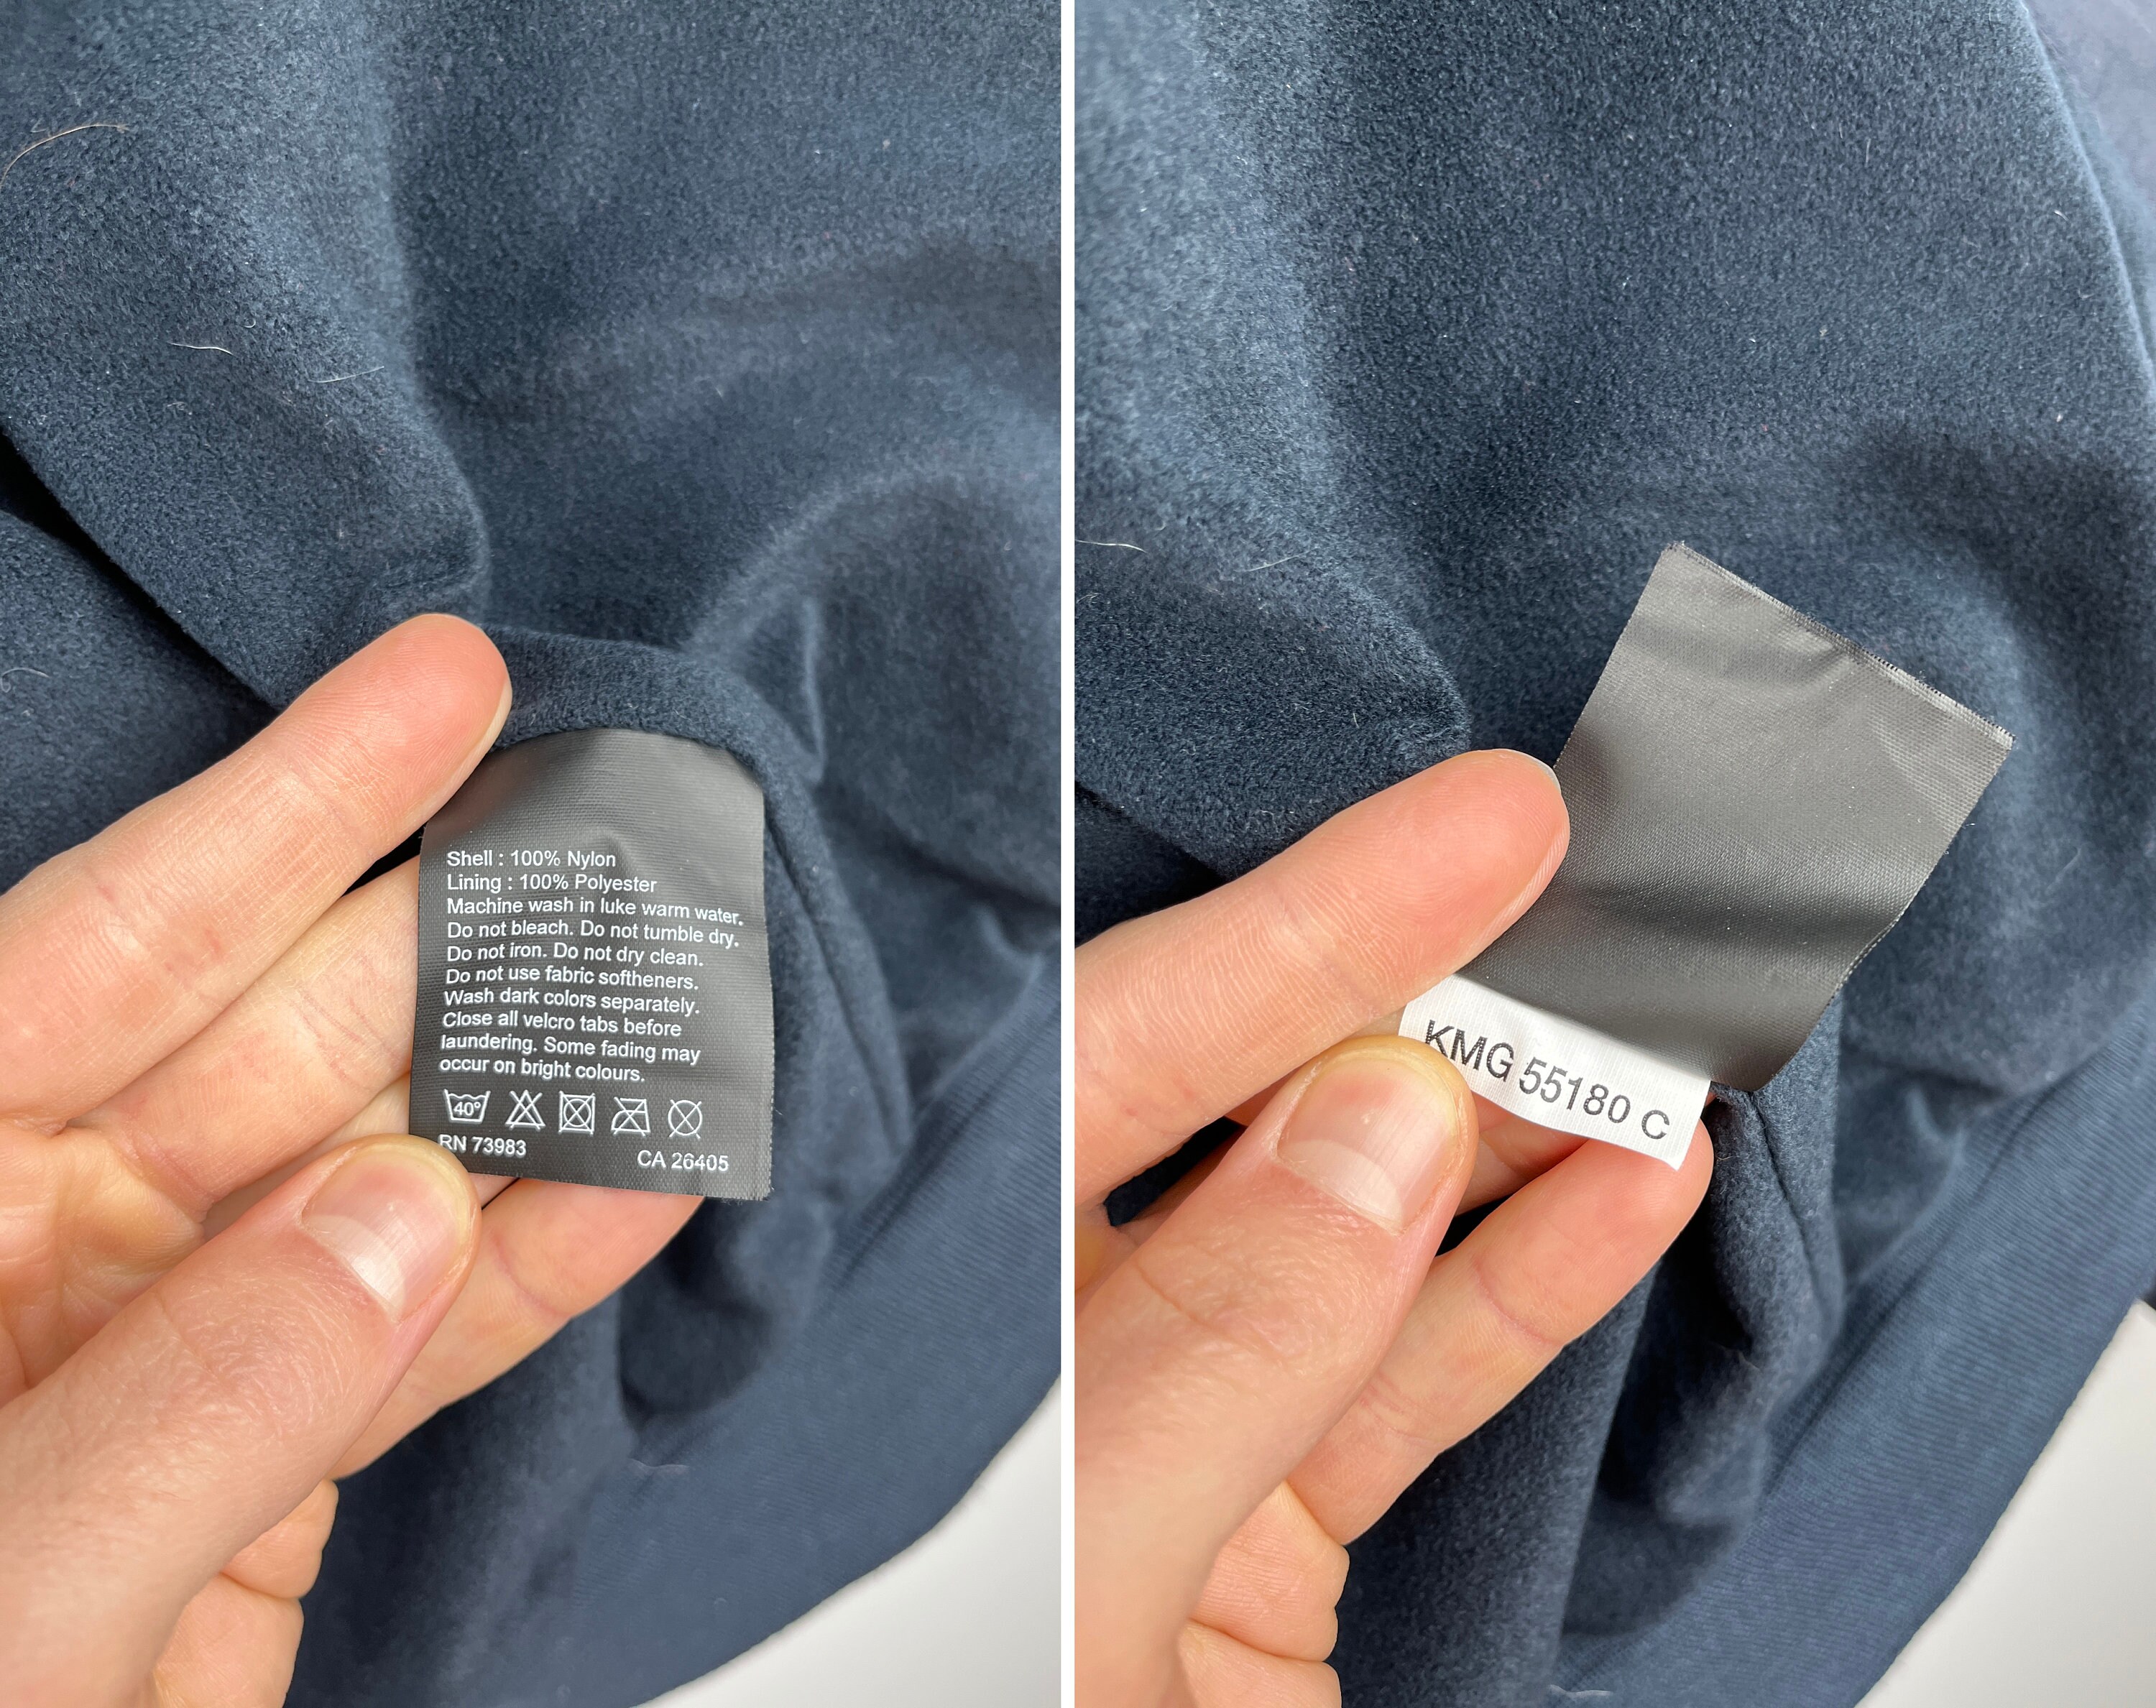 Shell : 100% Nylon
Lining : 100% Polyester
Machine wash in luke warm water.
Do not bleach. Do not tumble dry.
Do not iron. Do not dry clean.
Do not use fabric softheners.
Wash dark colors separately.
Close all velcro tabs before
laundering. Some fading may
occur on bright colours.
40°
RN 73983 CA 26405
KMG 55180 C